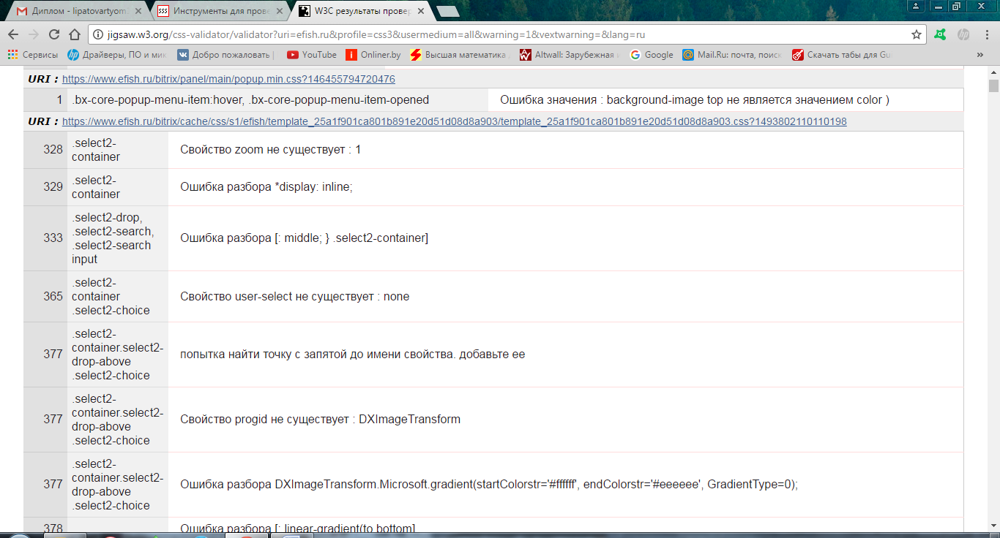 Диплом - lipatovartyom
Инструменты для прове
W3C результаты провер
jigsaw.w3.org/css-validator/validator?uri=efish.ru&profile=css3&usermedium=all&warning=1&vextwarning=&lang=ru
Сервисы
Драйверы, ПО и мик
Добро пожаловать |
YouTube
Onliner.by
Высшая математика
Altwall: Зарубежная
Google
Mail.Ru: почта, поиск
Скачать табы для Gu
»
URI : https://www.efish.ru/bitrix/panel/main/popup.min.css?146455794720476
1 .bx-core-popup-menu-item:hover, .bx-core-popup-menu-item-opened Ошибка значения : background-image top не является значением color )
URI : https://www.efish.ru/bitrix/cache/css/s1/efish/template_25a1f901ca801b891e20d51d08d8a903/template_25a1f901ca801b891e20d51d08d8a903.css?1493802110110198
328 .select2-
container
Свойство zoom не существует : 1
329 .select2-
container
Ошибка разбора *display: inline;
333 .select2-drop,
.select2-search,
.select2-search
input
Ошибка разбора [: middle; } .select2-container]
365 .select2-
container
.select2-choice
Свойство user-select не существует : none
377 .select2-
container.select2-
drop-above
.select2-choice
попытка найти точку с запятой до имени свойства. добавьте ее
377 .select2-
container.select2-
drop-above
.select2-choice
Свойство progid не существует : DXImageTransform
377 .select2-
container.select2-
drop-above
.select2-choice
Ошибка разбора DXImageTransform.Microsoft.gradient(startColorstr='#ffffff', endColorstr='#eeeeee', GradientType=0);
378 Ошибка разбора [: linear-gradient(to bottom]